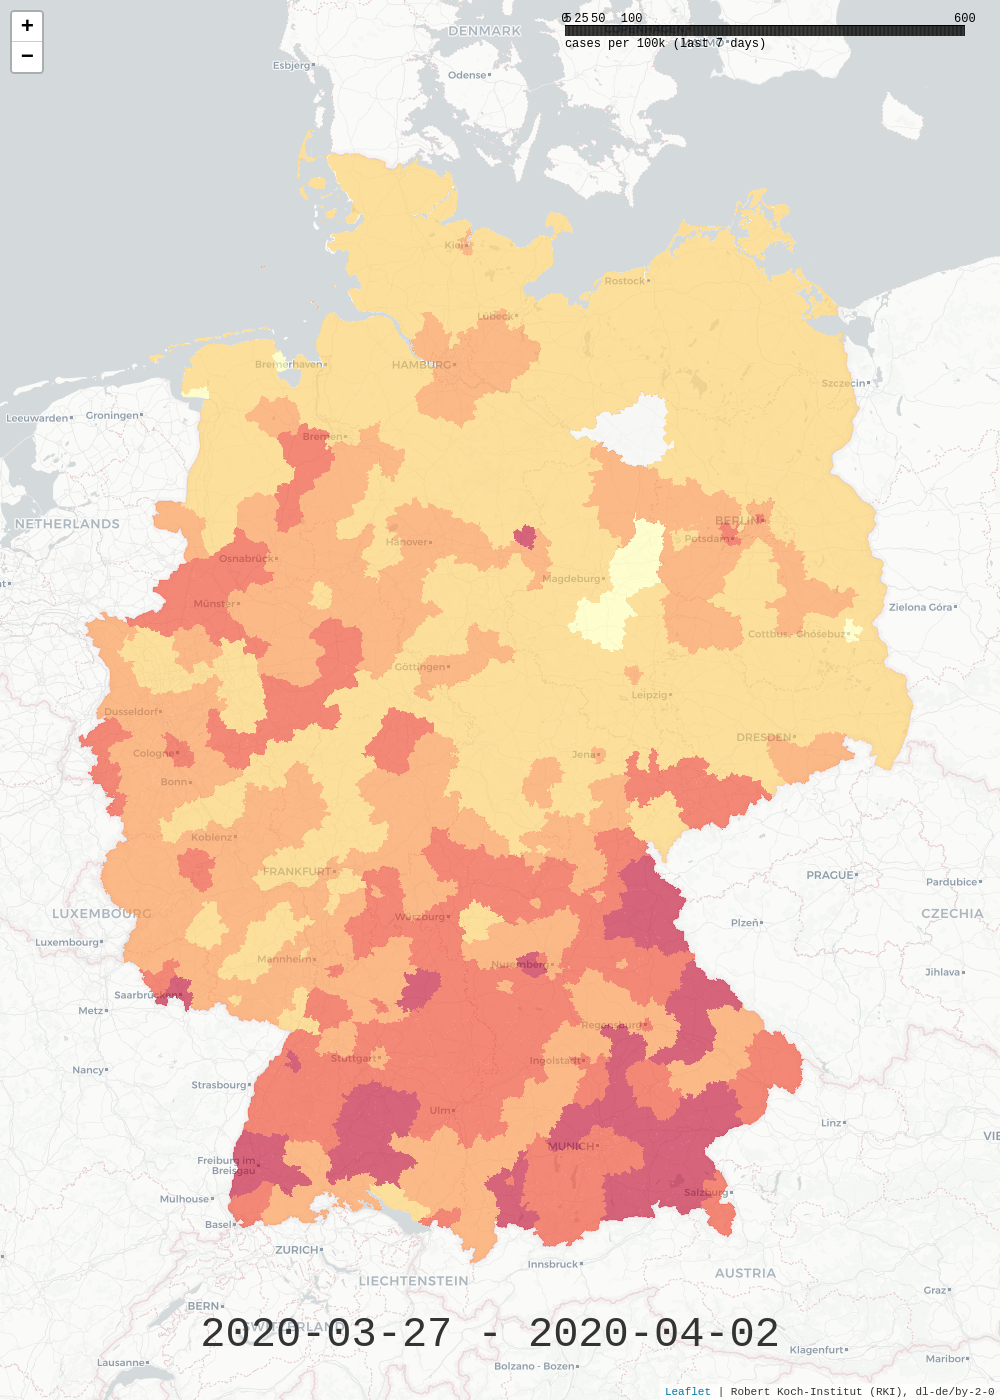 +
−
0 5 25 50 100 600
cases per 100k (last 7 days)
DENMARK
Esbjerg
Odense
Kiel
Rostock
Lübeck
Bremerhaven
HAMBURG
Szczecin
Leeuwarden
Groningen
Bremen
NETHERLANDS
BERLIN
Hanover
Potsdam
Osnabrück
Magdeburg
Münster
Zielona Góra
Cottbus - Chóśebuz
Göttingen
Leipzig
Dusseldorf
DRESDEN
Cologne
Jena
Bonn
Koblenz
FRANKFURT
PRAGUE
Pardubice
LUXEMBOURG
Würzburg
Plzeň
CZECHIA
Luxembourg
Mannheim
Nuremberg
Jihlava
Saarbrücken
Metz
Regensburg
Stuttgart
Ingolstadt
Nancy
Strasbourg
Ulm
Linz
VIE
MUNICH
Freiburg im
Breisgau
Salzburg
Mulhouse
Basel
ZURICH
Innsbruck
AUSTRIA
LIECHTENSTEIN
Graz
BERN
SWITZERLAND
2020-03-27 - 2020-04-02
Klagenfurt
Lausanne
Bolzano - Bozen
Maribor
Leaflet | Robert Koch-Institut (RKI), dl-de/by-2-0